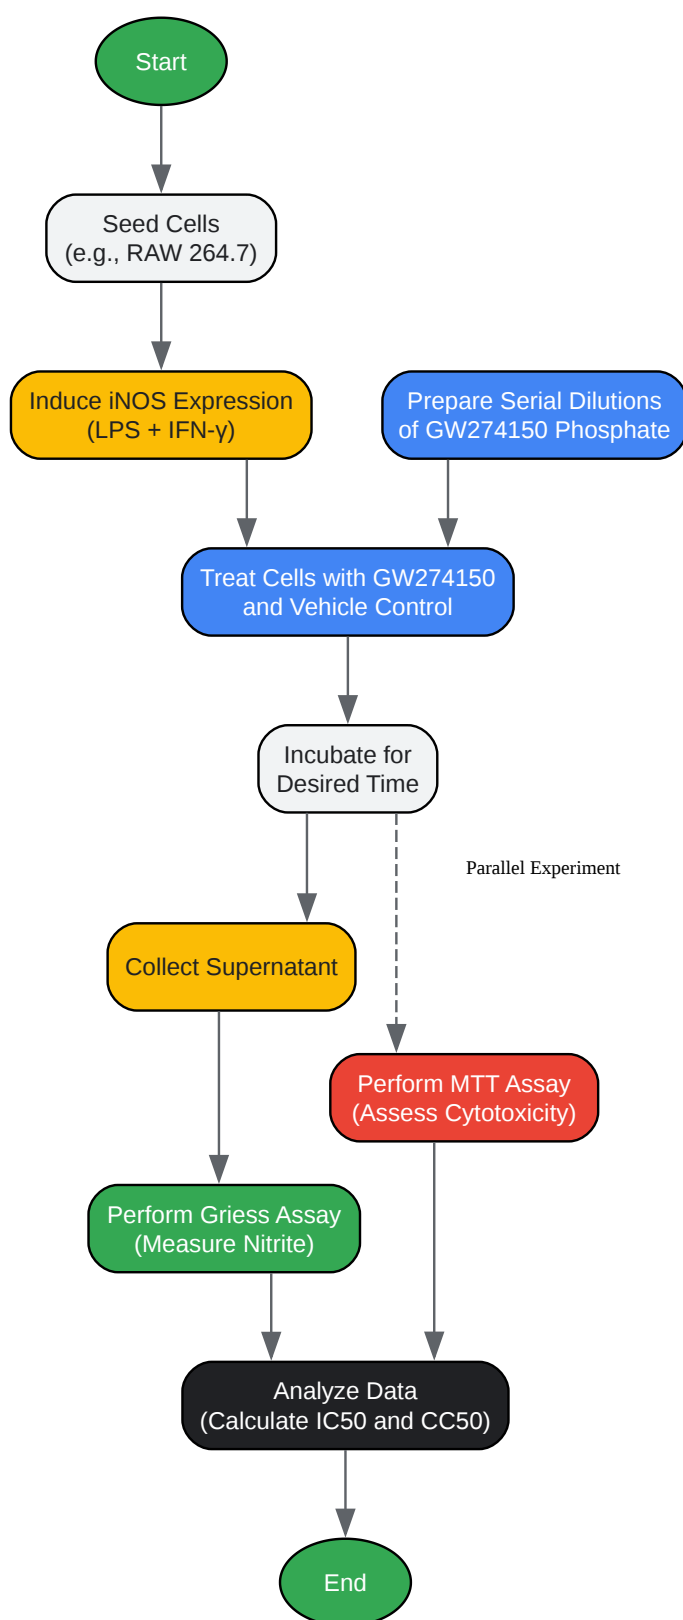 Start
Seed Cells
(e.g., RAW 264.7)
Induce iNOS Expression
(LPS + IFN-γ)
Prepare Serial Dilutions
of GW274150 Phosphate
Treat Cells with GW274150
and Vehicle Control
Incubate for
Desired Time
Parallel Experiment
Collect Supernatant
Perform MTT Assay
(Assess Cytotoxicity)
Perform Griess Assay
(Measure Nitrite)
Analyze Data
(Calculate IC50 and CC50)
End